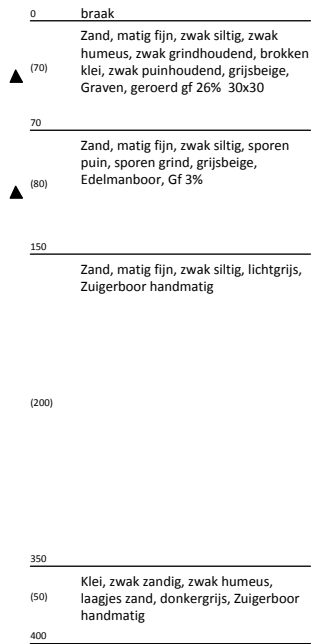 0 braak
Zand, matig fijn, zwak siltig, zwak
humeus, zwak grindhoudend, brokken
(70) klei, zwak puinhoudend, grijsbeige,
Graven, geroerd gf 26% 30x30
70
Zand, matig fijn, zwak siltig, sporen
puin, sporen grind, grijsbeige,
(80) Edelmanboor, Gf 3%
150
Zand, matig fijn, zwak siltig, lichtgrijs,
Zuigerboor handmatig
(200)
350
Klei, zwak zandig, zwak humeus,
(50) laagjes zand, donkergrijs, Zuigerboor
handmatig
400